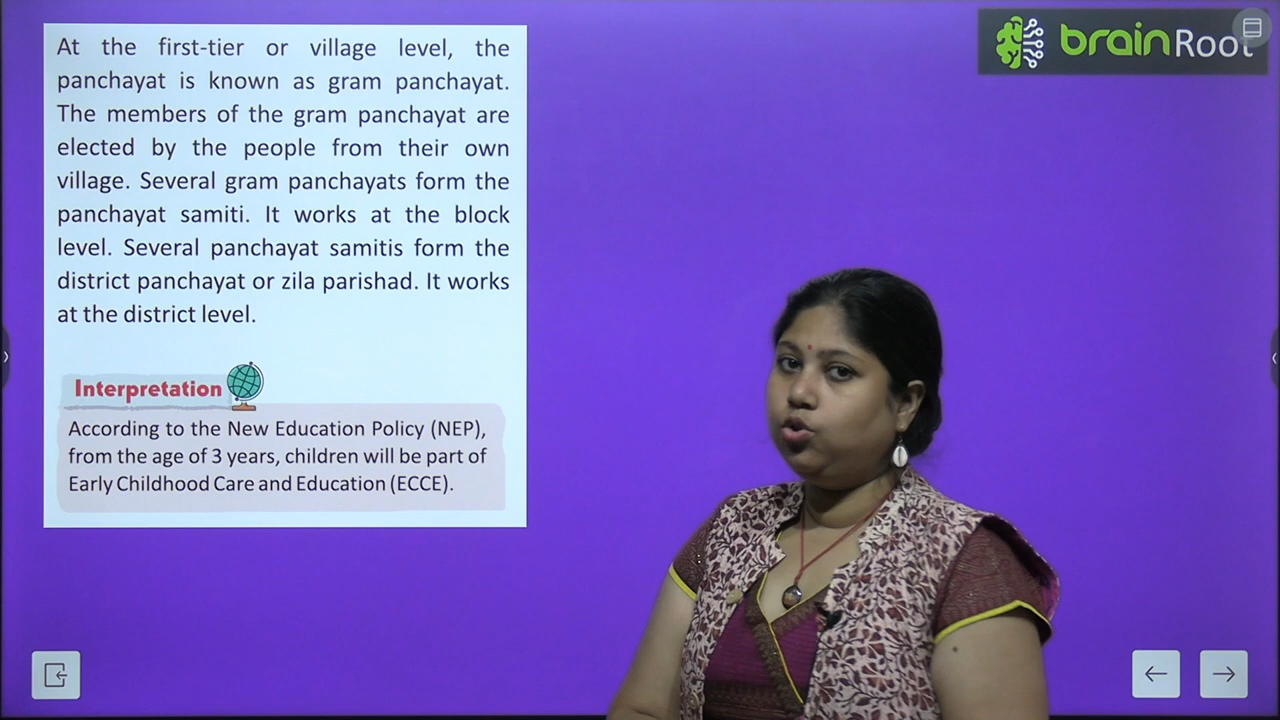 At the first-tier or village level, the
panchayat is known as gram panchayat.
The members of the gram panchayat are
elected by the people from their own
village. Several gram panchayats form the
panchayat samiti. It works at the block
level. Several panchayat samitis form the
district panchayat or zila parishad. It works
at the district level.
Interpretation
According to the New Education Policy (NEP),
from the age of 3 years, children will be part of
Early Childhood Care and Education (ECCE).
brainRoot